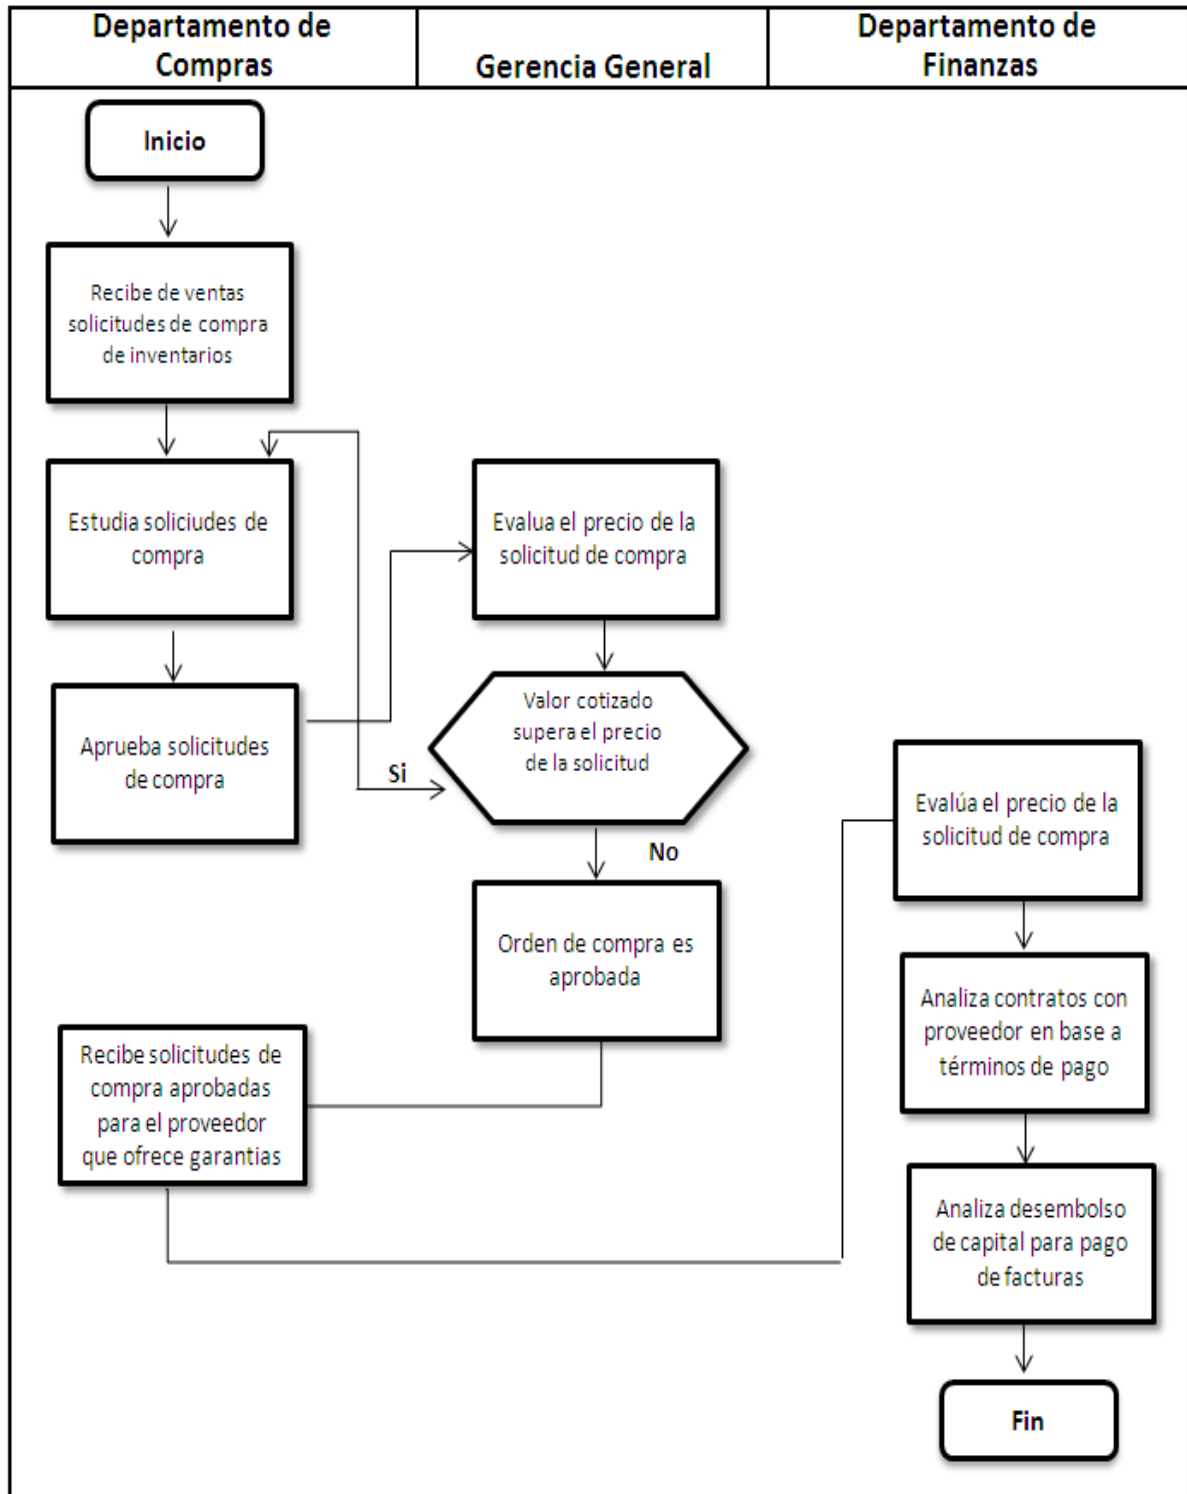 Departamento de
Compras
Gerencia General
Departamento de
Finanzas
Inicio
Recibe de ventas
solicitudes de compra
de inventarios
Estudia soliciudes de
compra
Aprueba solicitudes
de compra
Evalua el precio de la
solicitud de compra
Valor cotizado
supera el precio
de la solicitud
Si
No
Orden de compra es
aprobada
Recibe solicitudes de
compra aprobadas
para el proveedor
que ofrece garantias
Evalúa el precio de la
solicitud de compra
Analiza contratos con
proveedor en base a
términos de pago
Analiza desembolso
de capital para pago
de facturas
Fin